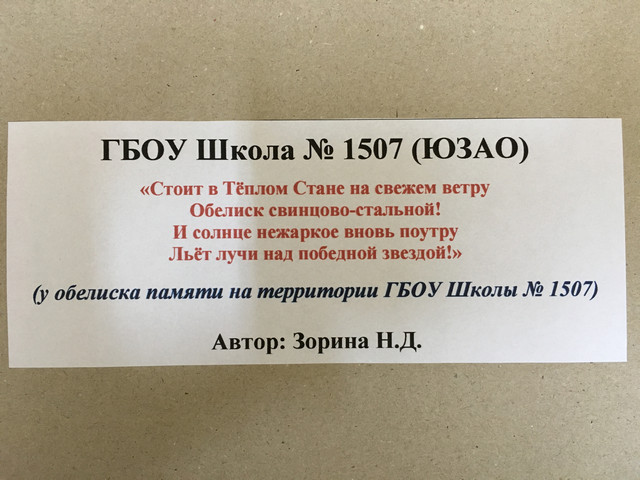 ГБОУ Школа № 1507 (ЮЗАО)
«Стоит в Тёплом Стане на свежем ветру
Обелиск свинцово-стальной!
И солнце нежаркое вновь поутру
Льёт лучи над победной звездой!»
(у обелиска памяти на территории ГБОУ Школы № 1507)
Автор: Зорина Н.Д.